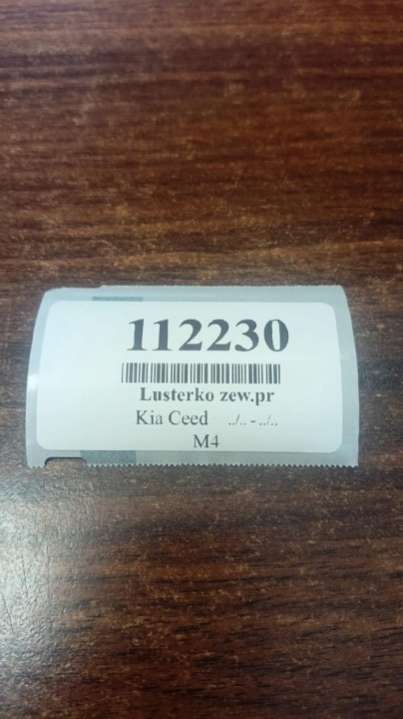 112230
Lusterko zew.pr
Kia Ceed ../.. - ../..
M4